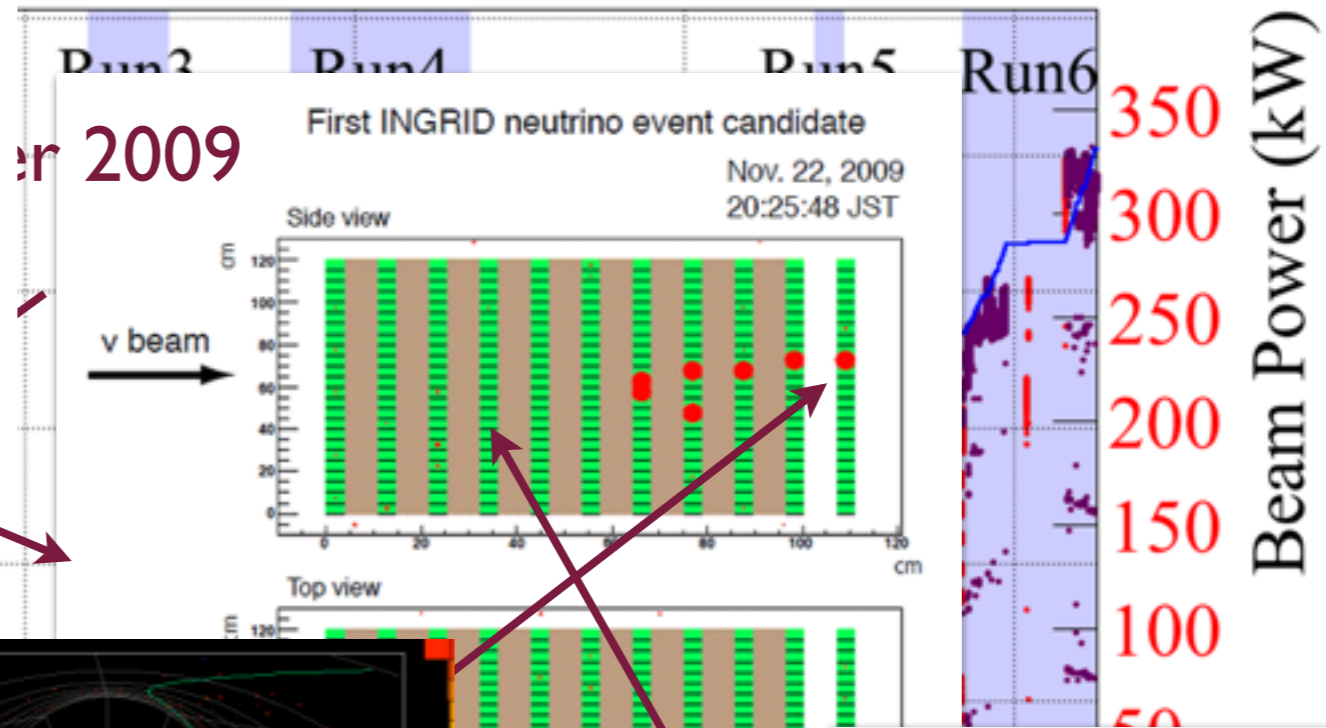 Run3 Run4 Run5 Run6
er 2009
First INGRID neutrino event candidate
Nov. 22, 2009
20:25:48 JST
Side view
ν beam
cm
120
100
80
60
40
20
0
0 20 40 60 80 100 120
cm
Top view
cm
120
350
300
250
200
150
100
50
Beam Power (kW)